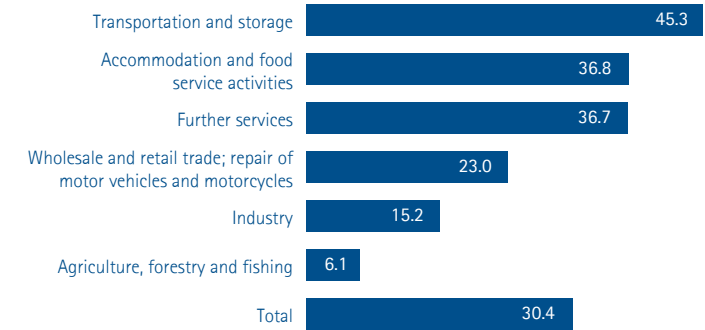 Transportation and storage 45.3
Accommodation and food
service activities 36.8
Further services 36.7
Wholesale and retail trade; repair of
motor vehicles and motorcycles 23.0
Industry 15.2
Agriculture, forestry and fishing 6.1
Total 30.4